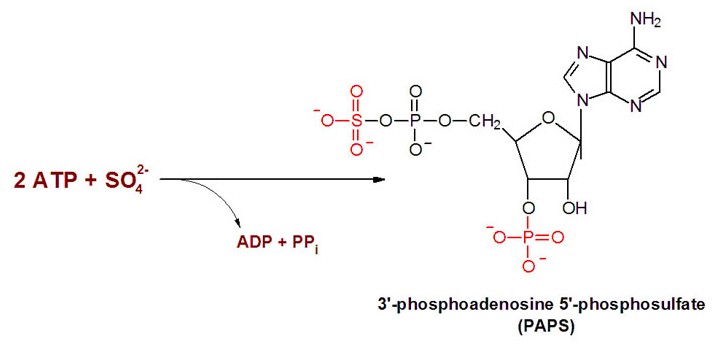 NH₂
N
N
N
N
O
O
⁻O-S-O-P-O-CH₂
O
O⁻
O⁻
2 ATP + SO₄²⁻
ADP + PPᵢ
O
OH
⁻O-P=O
O⁻
3'-phosphoadenosine 5'-phosphosulfate
(PAPS)